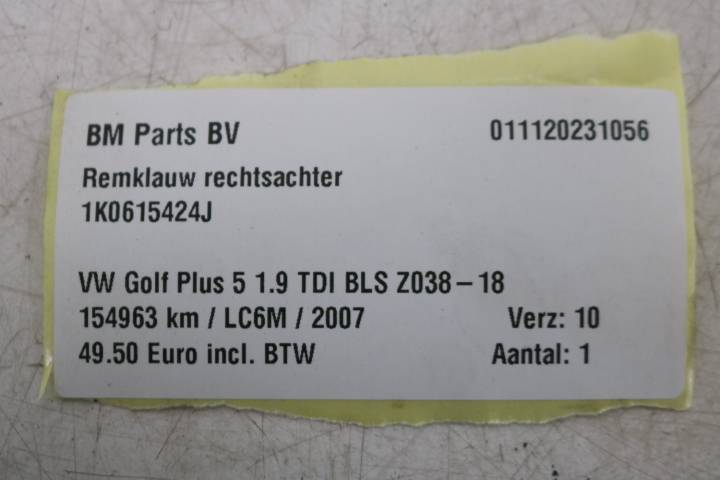 BM Parts BV 011120231056
Remklauw rechtsachter
1K0615424J
VW Golf Plus 5 1.9 TDI BLS Z038-18
154963 km / LC6M / 2007 Verz: 10
49.50 Euro incl. BTW Aantal: 1